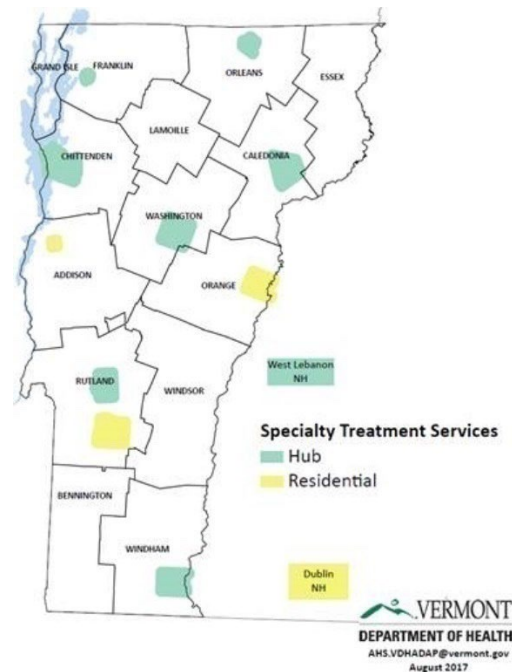 GRAND ISLE
FRANKLIN
ORLEANS
ESSEX
LAMOILLE
CHITTENDEN
CALEDONIA
WASHINGTON
ADDISON
ORANGE
West Lebanon
NH
RUTLAND
WINDSOR
Specialty Treatment Services
Hub
Residential
BENNINGTON
WINDHAM
Dublin
NH
VERMONT
DEPARTMENT OF HEALTH
AHS.VDHADAP@vermont.gov
August 2017